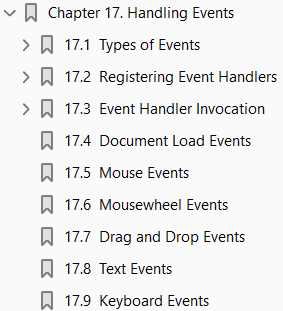 Chapter 17. Handling Events
17.1 Types of Events
17.2 Registering Event Handlers
17.3 Event Handler Invocation
17.4 Document Load Events
17.5 Mouse Events
17.6 Mousewheel Events
17.7 Drag and Drop Events
17.8 Text Events
17.9 Keyboard Events